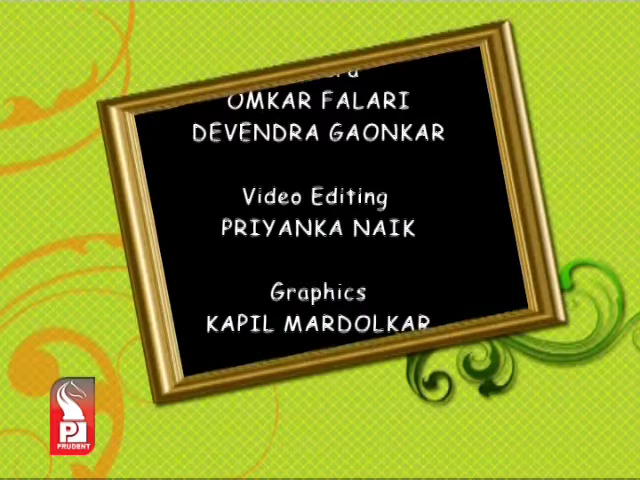 OMKAR FALARI
DEVENDRA GAONKAR
Video Editing
PRIYANKA NAIK
Graphics
KAPIL MARDOLKAR
P
PRUDENT